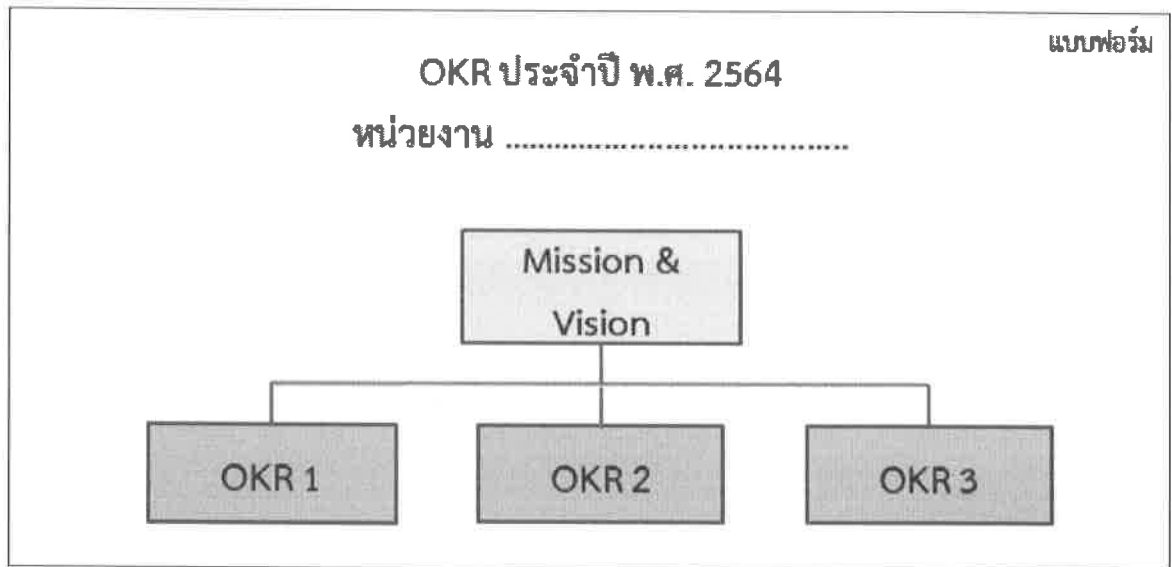 แบบฟอร์ม
OKR ประจำปี พ.ศ. 2564
หน่วยงาน ............................................
Mission &
Vision
OKR 1
OKR 2
OKR 3